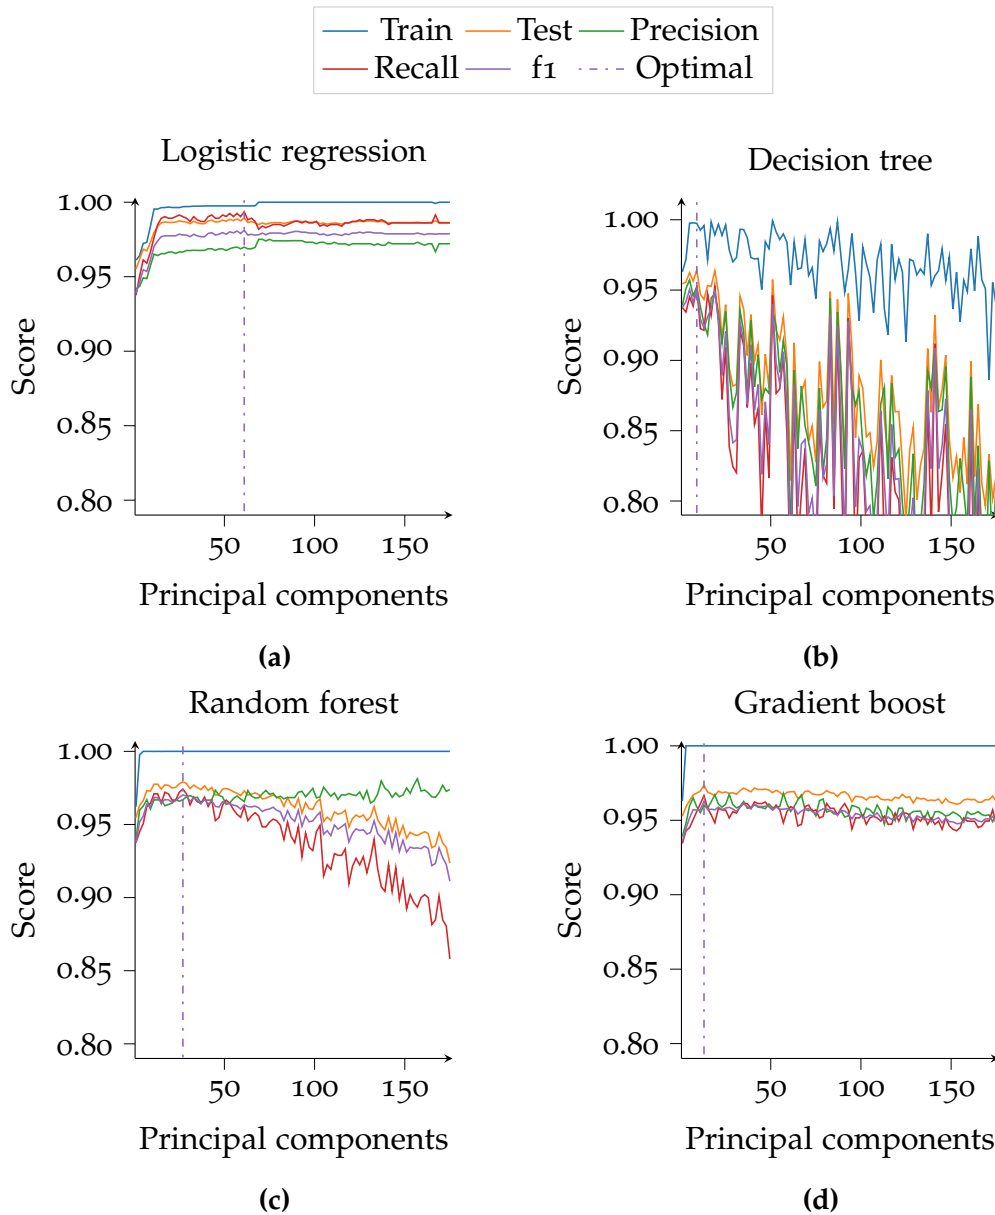 Train Test Precision
Recall f1 Optimal
Logistic regression
Decision tree
1.00
0.95
0.90
0.85
0.80
Score
50 100 150
Principal components
(a)
1.00
0.95
0.90
0.85
0.80
Score
50 100 150
Principal components
(b)
Random forest
Gradient boost
1.00
0.95
0.90
0.85
0.80
Score
50 100 150
Principal components
(c)
1.00
0.95
0.90
0.85
0.80
Score
50 100 150
Principal components
(d)